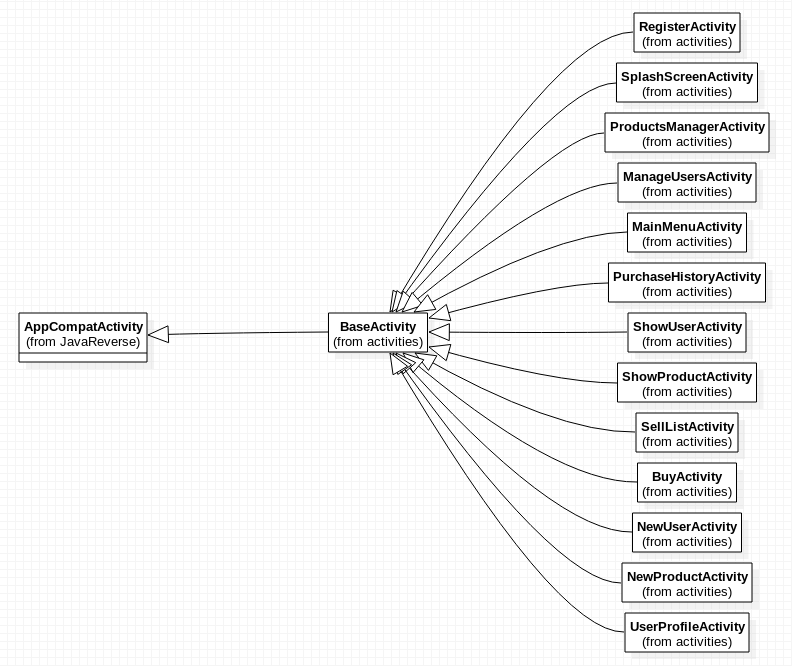 RegisterActivity
(from activities)
SplashScreenActivity
(from activities)
ProductsManagerActivity
(from activities)
ManageUsersActivity
(from activities)
MainMenuActivity
(from activities)
PurchaseHistoryActivity
(from activities)
AppCompatActivity
(from JavaReverse)
BaseActivity
(from activities)
ShowUserActivity
(from activities)
ShowProductActivity
(from activities)
SellListActivity
(from activities)
BuyActivity
(from activities)
NewUserActivity
(from activities)
NewProductActivity
(from activities)
UserProfileActivity
(from activities)